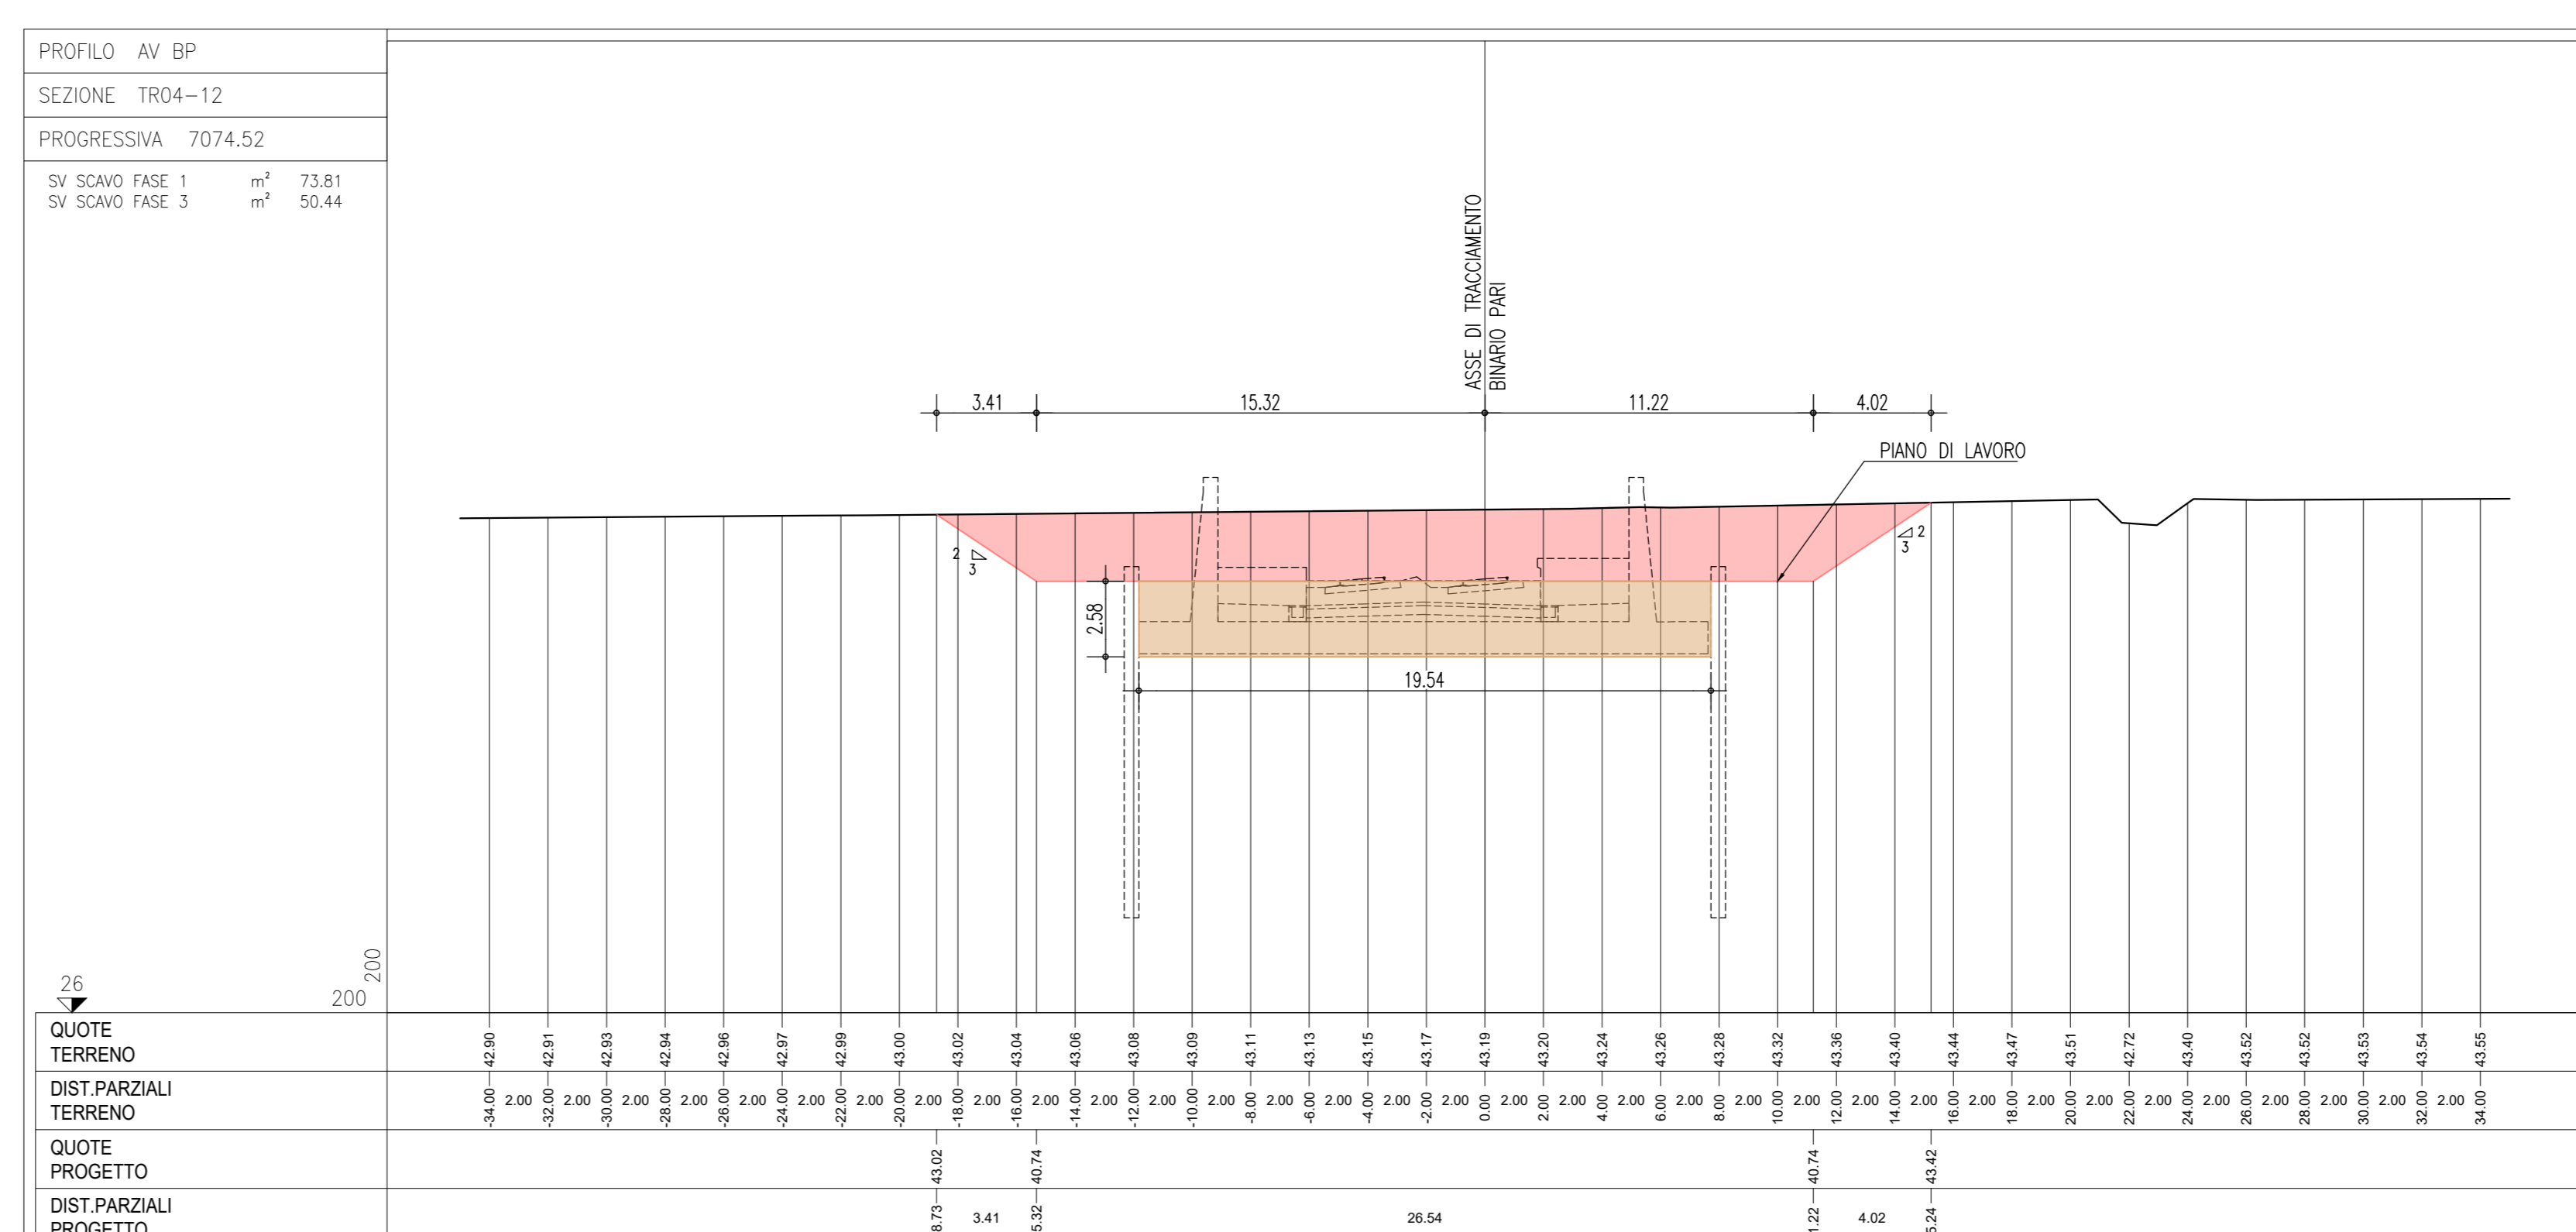 PROFILO AV BP
SEZIONE TR04-12
PROGRESSIVA 7074.52
SV SCAVO FASE 1 m² 73.81
SV SCAVO FASE 3 m² 50.44
ASSE DI TRACCIAMENTO
BINARIO PARI
3.41 15.32 11.22 4.02
PIANO DI LAVORO
2
3
2
3
2.58
19.54
26
200
200
QUOTE
TERRENO
42.90 42.91 42.93 42.94 42.96 42.97 42.99 43.00 43.02 43.04 43.06 43.08 43.09 43.11 43.13 43.15 43.17 43.19 43.20 43.24 43.26 43.28 43.32 43.36 43.40 43.44 43.47 43.51 42.72 43.40 43.52 43.52 43.53 43.54 43.55
DIST.PARZIALI
TERRENO
-34.00 2.00 -32.00 2.00 -30.00 2.00 -28.00 2.00 -26.00 2.00 -24.00 2.00 -22.00 2.00 -20.00 2.00 -18.00 2.00 -16.00 2.00 -14.00 2.00 -12.00 2.00 -10.00 2.00 -8.00 2.00 -6.00 2.00 -4.00 2.00 -2.00 2.00 0.00 2.00 2.00 2.00 4.00 2.00 6.00 2.00 8.00 2.00 10.00 2.00 12.00 2.00 14.00 2.00 16.00 2.00 18.00 2.00 20.00 2.00 22.00 2.00 24.00 2.00 26.00 2.00 28.00 2.00 30.00 2.00 32.00 2.00 34.00
QUOTE
PROGETTO
43.02 40.74 40.74 43.42
DIST.PARZIALI
PROGETTO
8.73 3.41 5.32 26.54 1.22 4.02 5.24